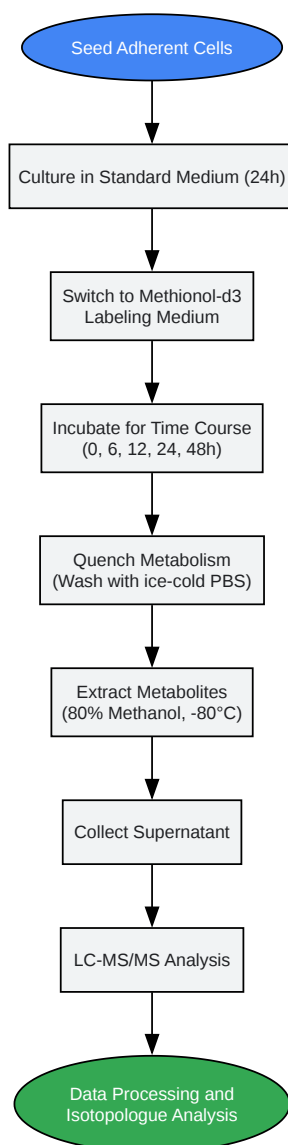 Seed Adherent Cells
Culture in Standard Medium (24h)
Switch to Methionol-d3
Labeling Medium
Incubate for Time Course
(0, 6, 12, 24, 48h)
Quench Metabolism
(Wash with ice-cold PBS)
Extract Metabolites
(80% Methanol, -80°C)
Collect Supernatant
LC-MS/MS Analysis
Data Processing and
Isotopologue Analysis